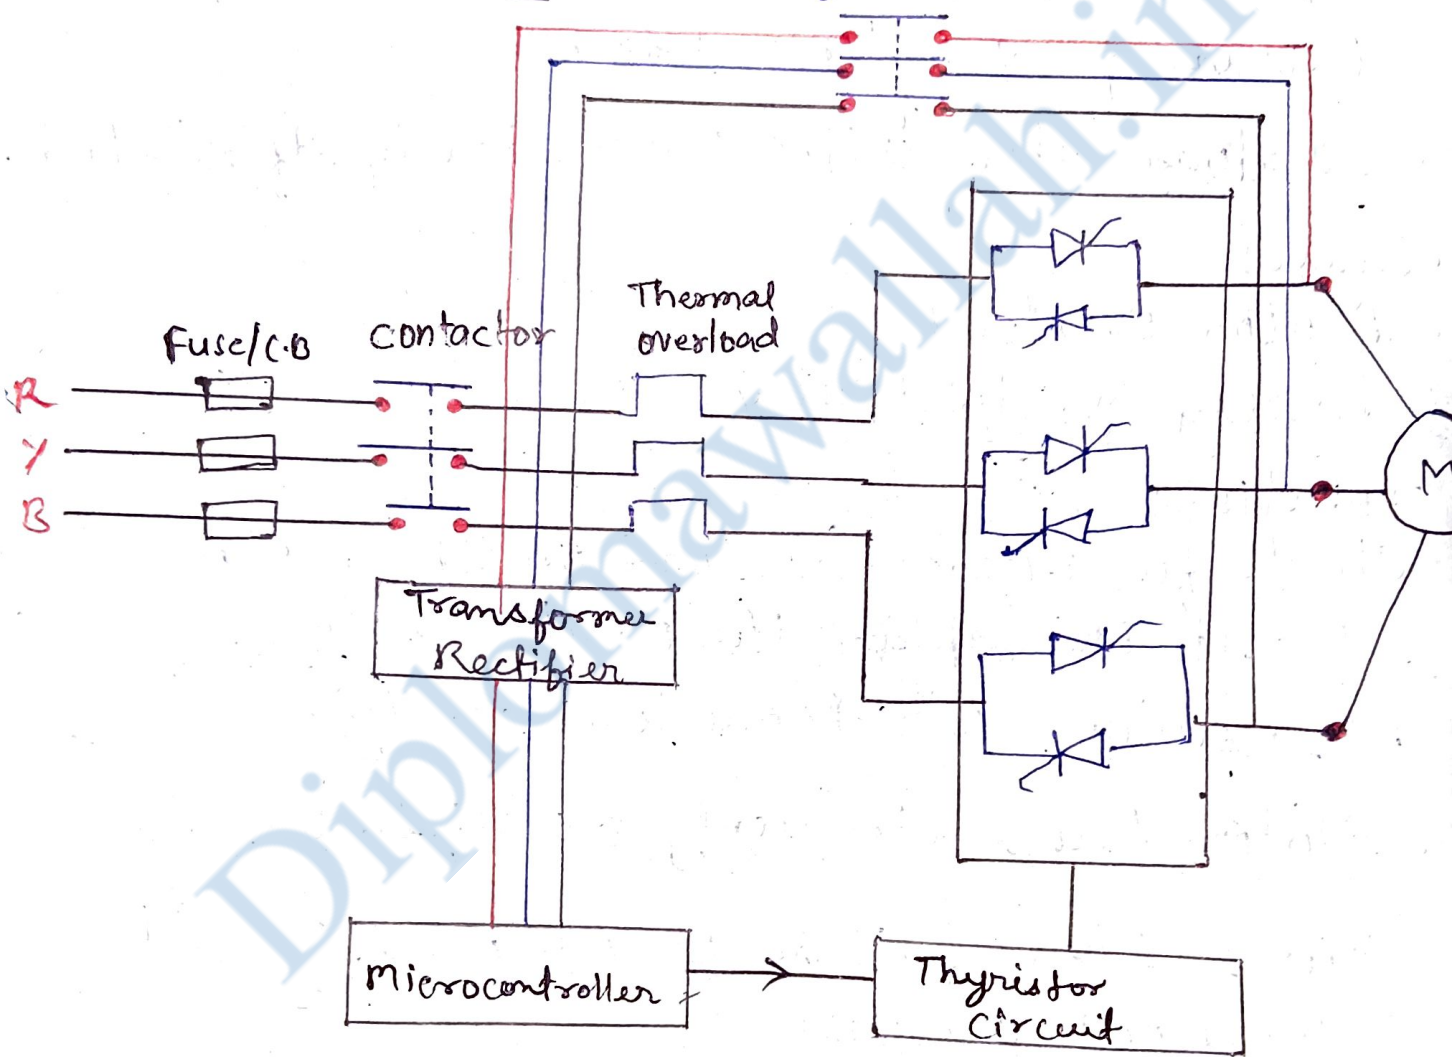 Thermal
overload
Fuse/C.B
Contactor
R
Y
B
M
Transformer
Rectifier
Microcontroller
Thyristor
Circuit
Diplomawallah.in